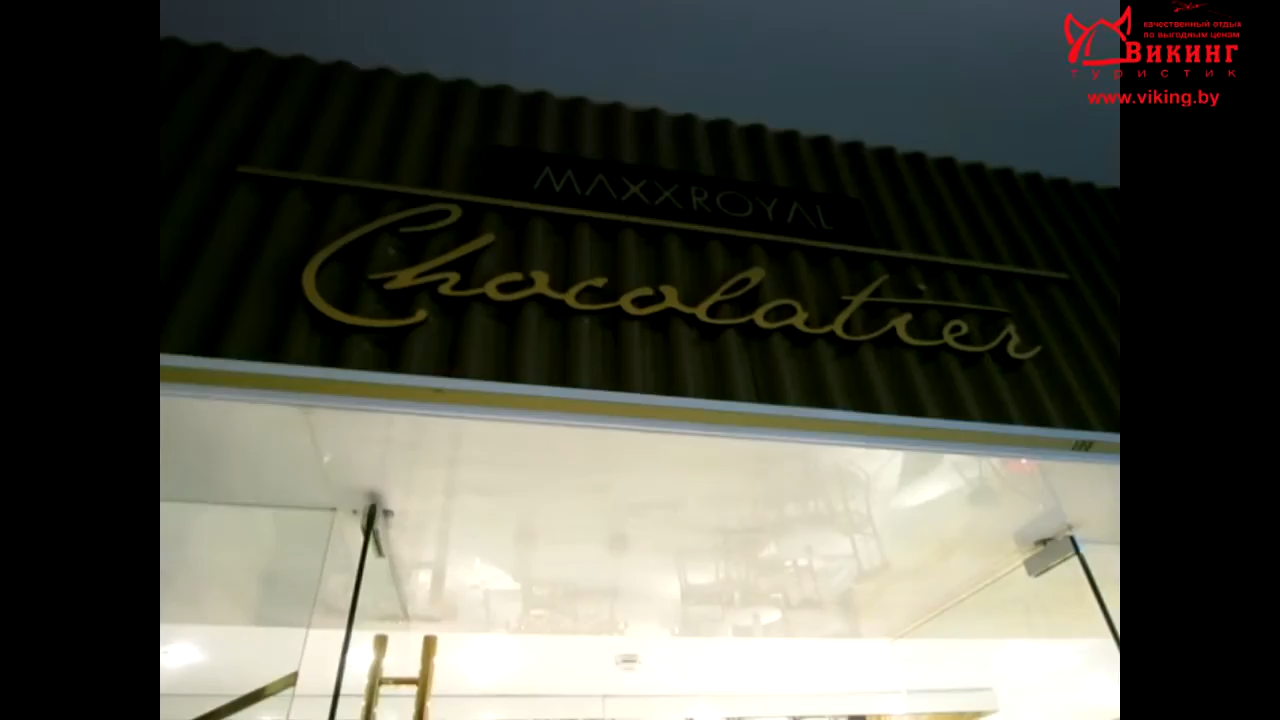 качественный отдых
по выгодным ценам
Викинг
туристик
www.viking.by
MAXXROYAL
Chocolatier